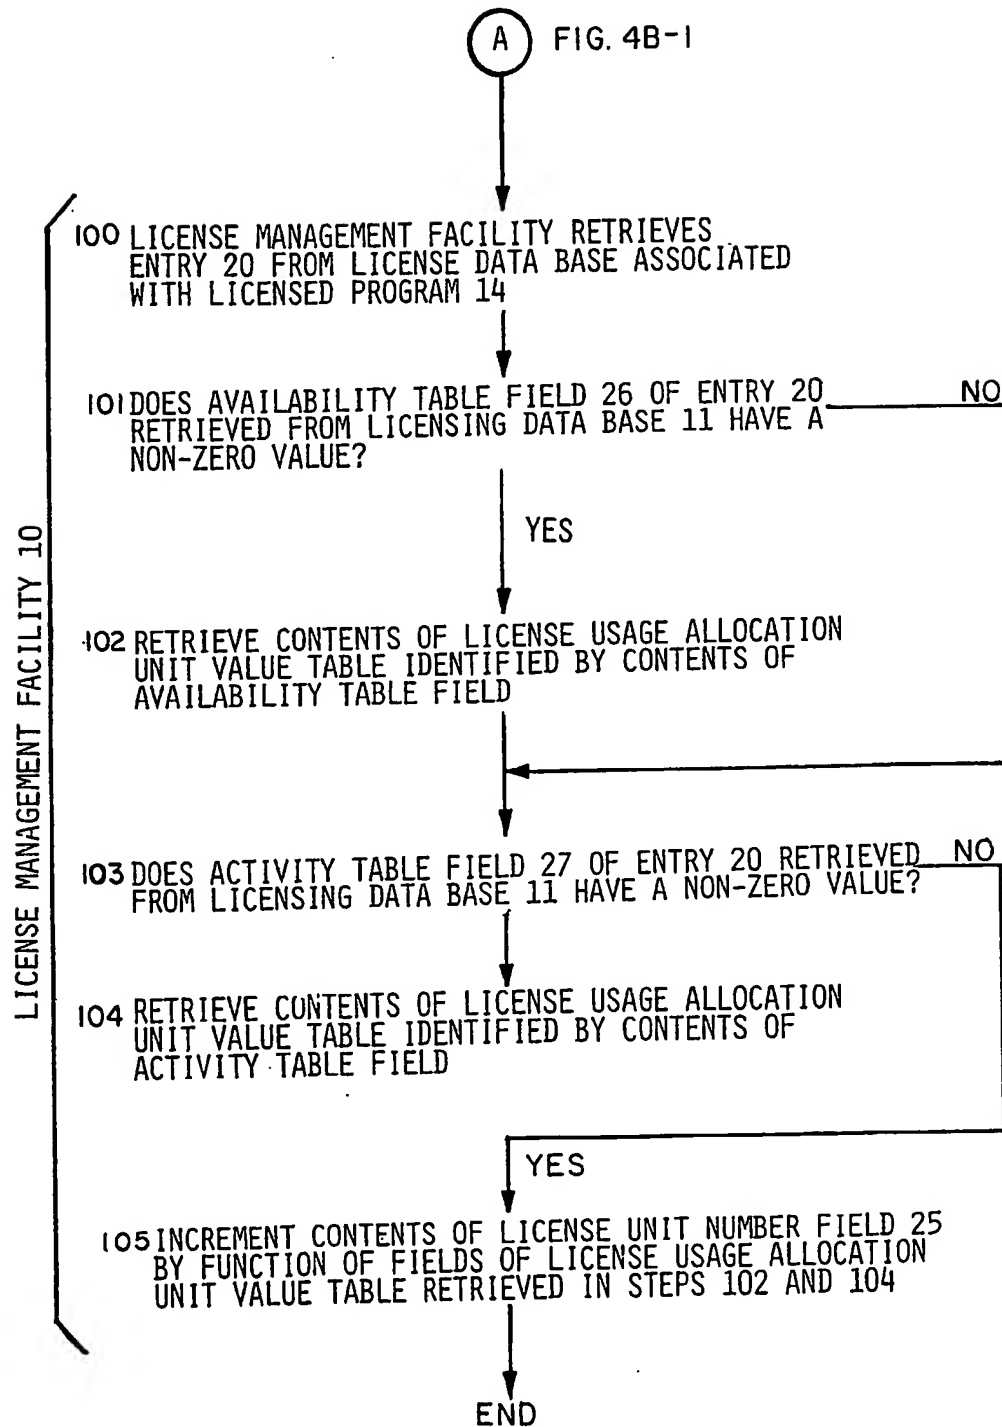 A FIG. 4B-1
100 LICENSE MANAGEMENT FACILITY RETRIEVES
ENTRY 20 FROM LICENSE DATA BASE ASSOCIATED
WITH LICENSED PROGRAM 14
101 DOES AVAILABILITY TABLE FIELD 26 OF ENTRY 20 NO
RETRIEVED FROM LICENSING DATA BASE 11 HAVE A
NON-ZERO VALUE?
YES
LICENSE MANAGEMENT FACILITY 10
102 RETRIEVE CONTENTS OF LICENSE USAGE ALLOCATION
UNIT VALUE TABLE IDENTIFIED BY CONTENTS OF
AVAILABILITY TABLE FIELD
103 DOES ACTIVITY TABLE FIELD 27 OF ENTRY 20 RETRIEVED NO
FROM LICENSING DATA BASE 11 HAVE A NON-ZERO VALUE?
104 RETRIEVE CONTENTS OF LICENSE USAGE ALLOCATION
UNIT VALUE TABLE IDENTIFIED BY CONTENTS OF
ACTIVITY TABLE FIELD
YES
105 INCREMENT CONTENTS OF LICENSE UNIT NUMBER FIELD 25
BY FUNCTION OF FIELDS OF LICENSE USAGE ALLOCATION
UNIT VALUE TABLE RETRIEVED IN STEPS 102 AND 104
END